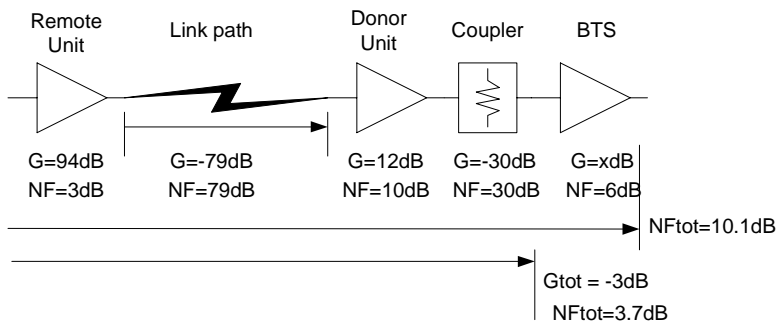 Remote
Unit
Link path
Donor
Unit
Coupler
BTS
G=94dB
NF=3dB
G=-79dB
NF=79dB
G=12dB
NF=10dB
G=-30dB
NF=30dB
G=xdB
NF=6dB
NFtot=10.1dB
Gtot = -3dB
NFtot=3.7dB